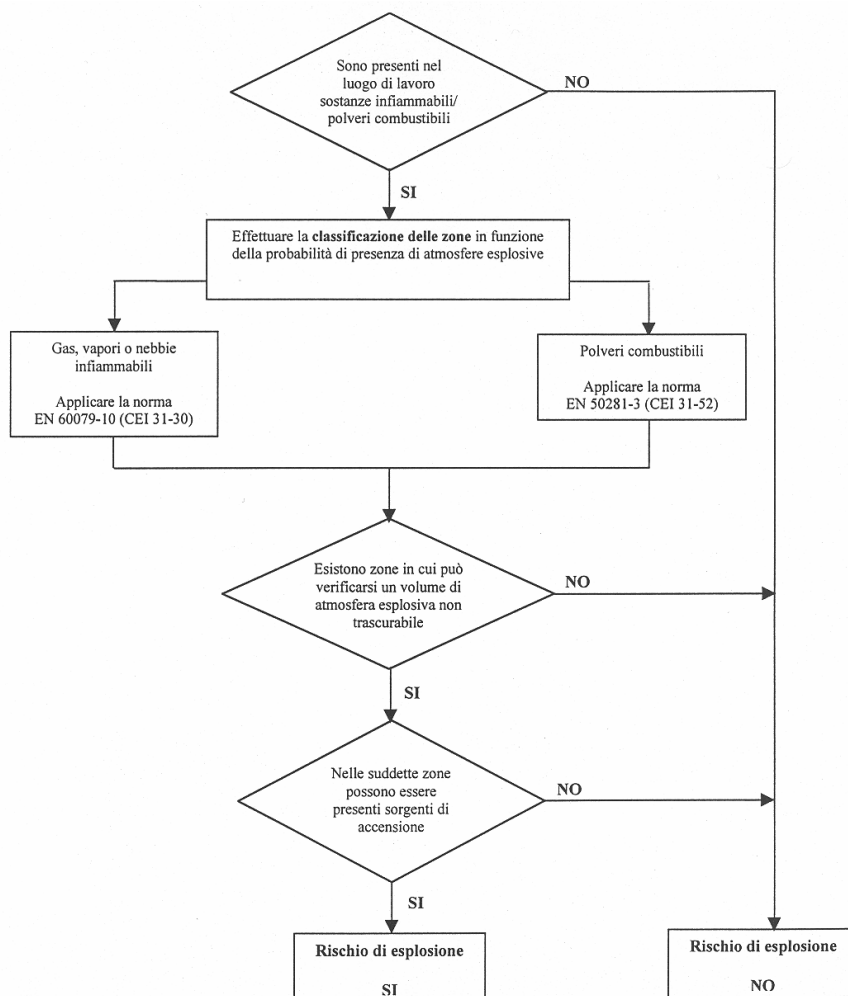 Sono presenti nel
luogo di lavoro
sostanze infiammabili/
polveri combustibili
NO
SI
Effettuare la classificazione delle zone in funzione
della probabilità di presenza di atmosfere esplosive
Gas, vapori o nebbie
infiammabili
Applicare la norma
EN 60079-10 (CEI 31-30)
Polveri combustibili
Applicare la norma
EN 50281-3 (CEI 31-52)
Esistono zone in cui può
verificarsi un volume di
atmosfera esplosiva non
trascurabile
NO
SI
Nelle suddette zone
possono essere
presenti sorgenti di
accensione
NO
SI
Rischio di esplosione
SI
Rischio di esplosione
NO